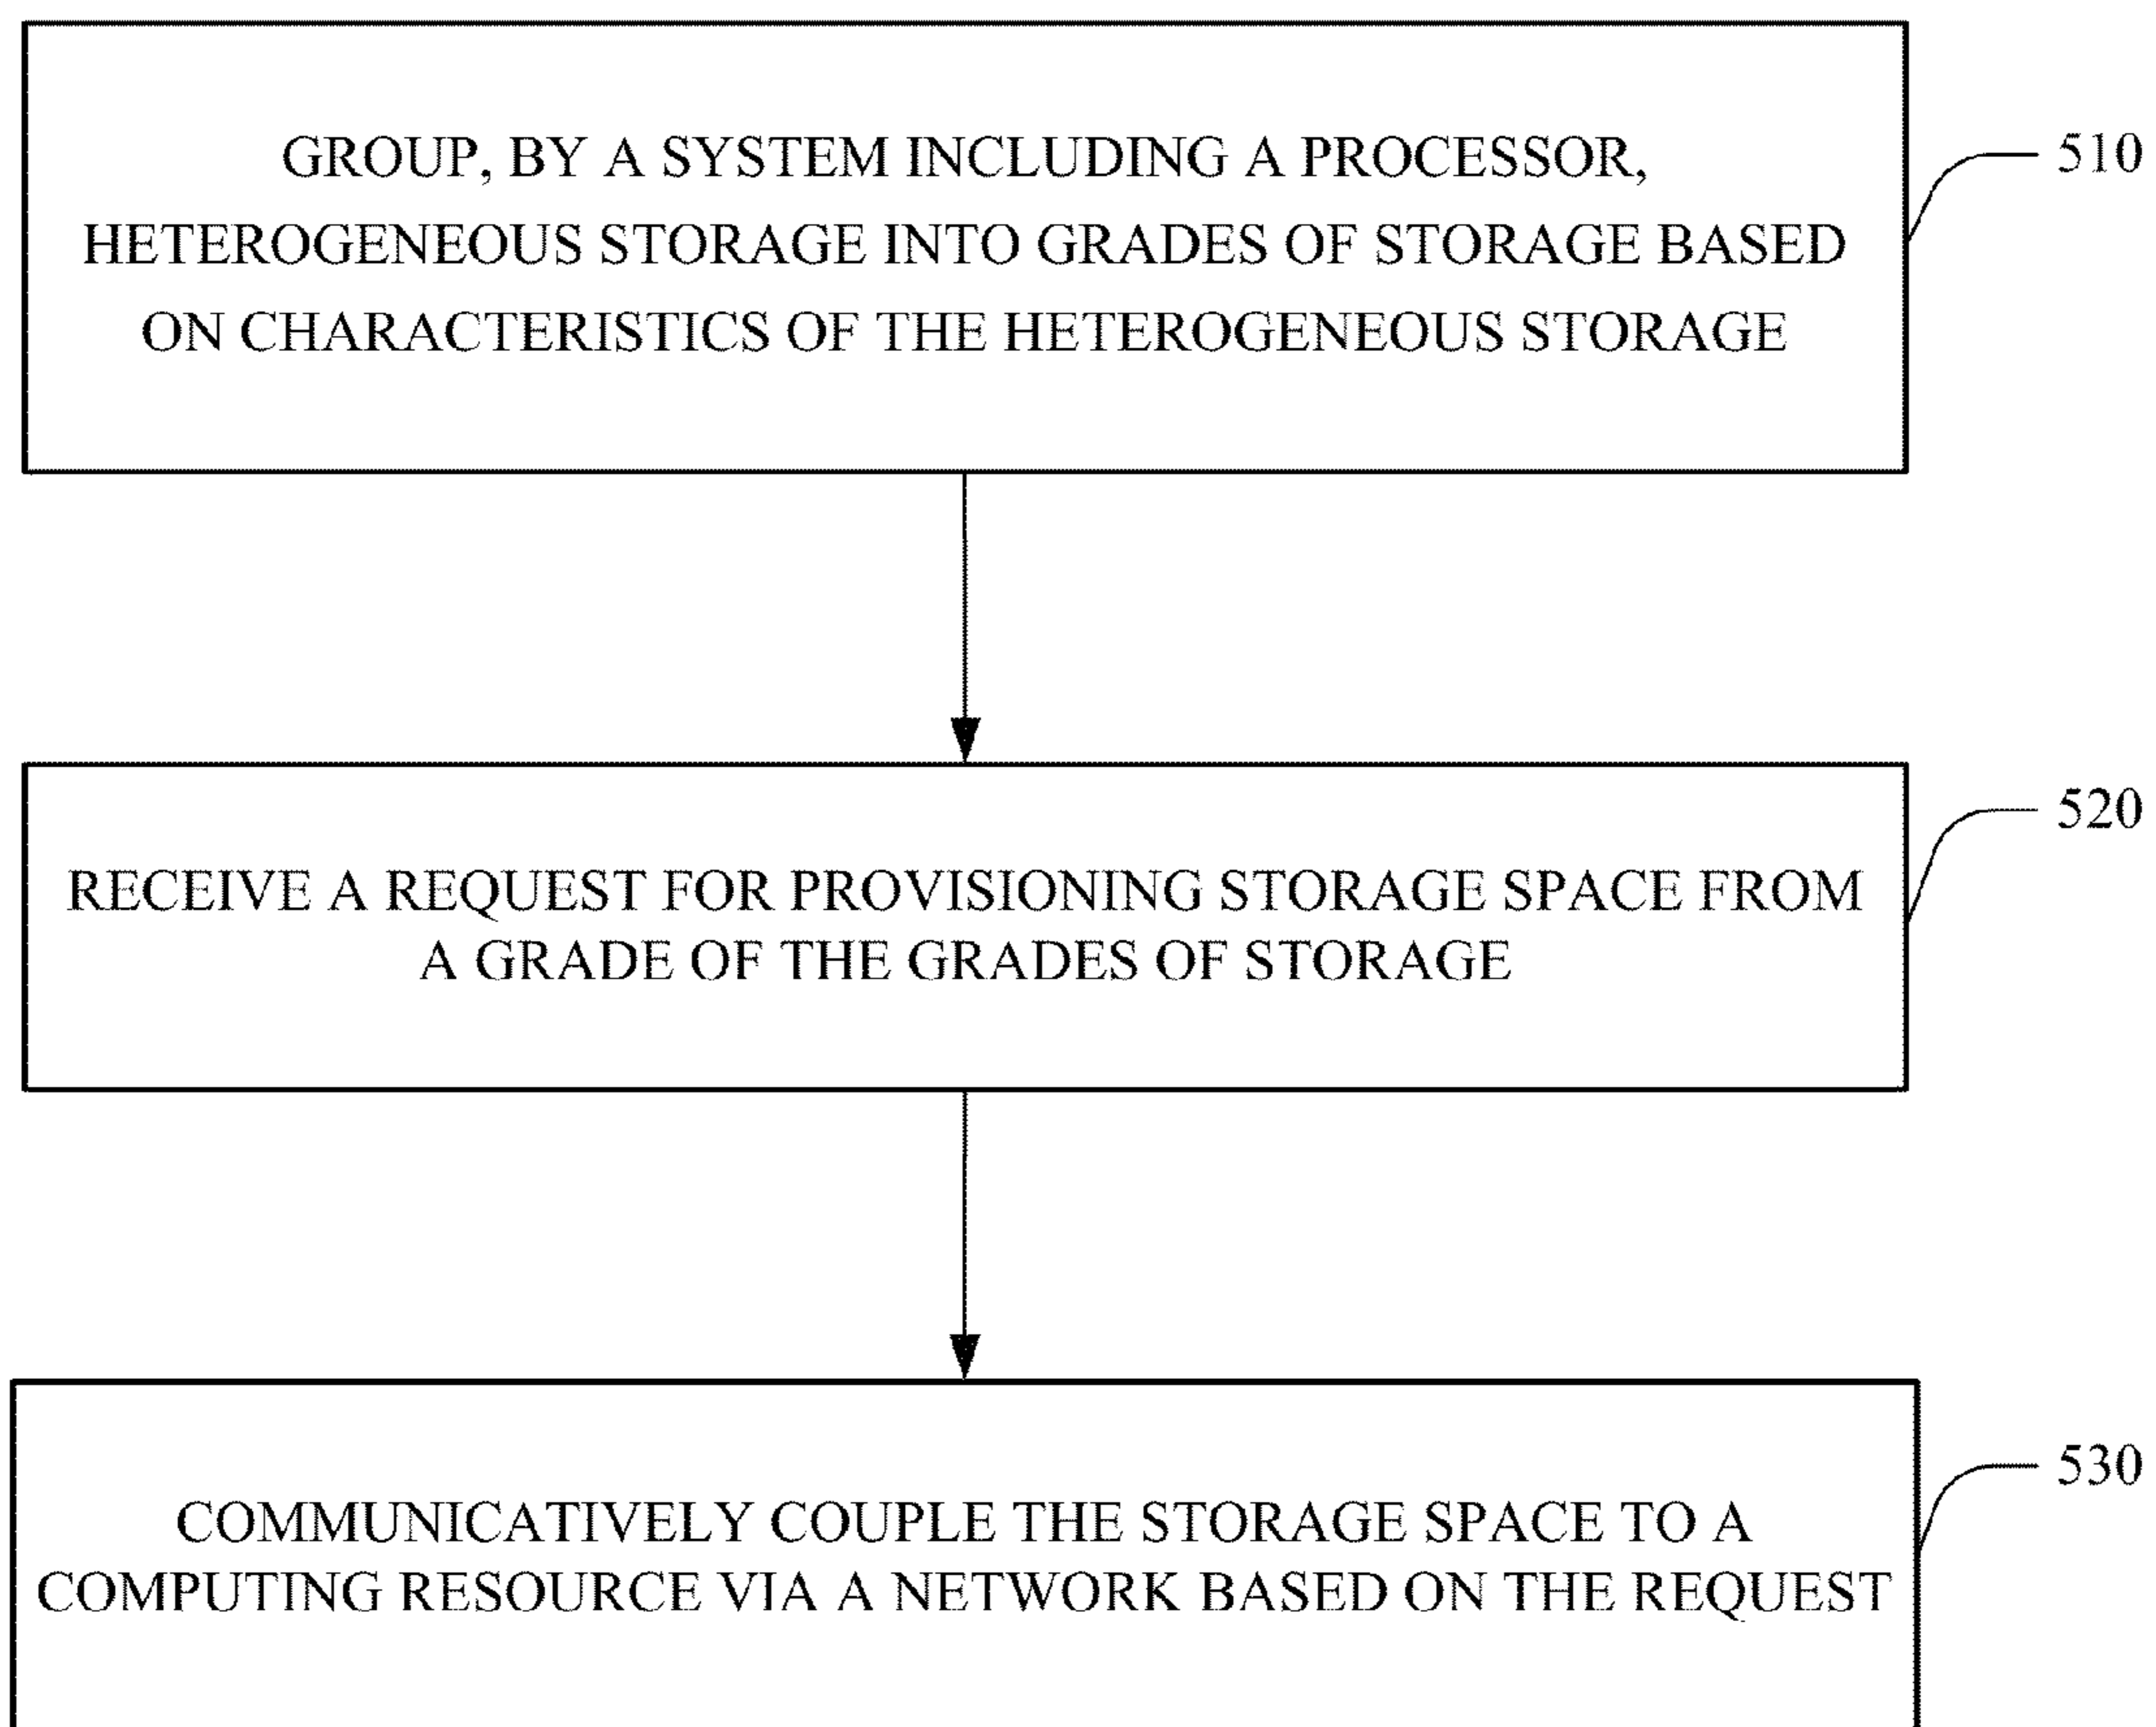 GROUP, BY A SYSTEM INCLUDING A PROCESSOR,
HETEROGENEOUS STORAGE INTO GRADES OF STORAGE BASED
ON CHARACTERISTICS OF THE HETEROGENEOUS STORAGE
510
RECEIVE A REQUEST FOR PROVISIONING STORAGE SPACE FROM
A GRADE OF THE GRADES OF STORAGE
520
COMMUNICATIVELY COUPLE THE STORAGE SPACE TO A
COMPUTING RESOURCE VIA A NETWORK BASED ON THE REQUEST
530